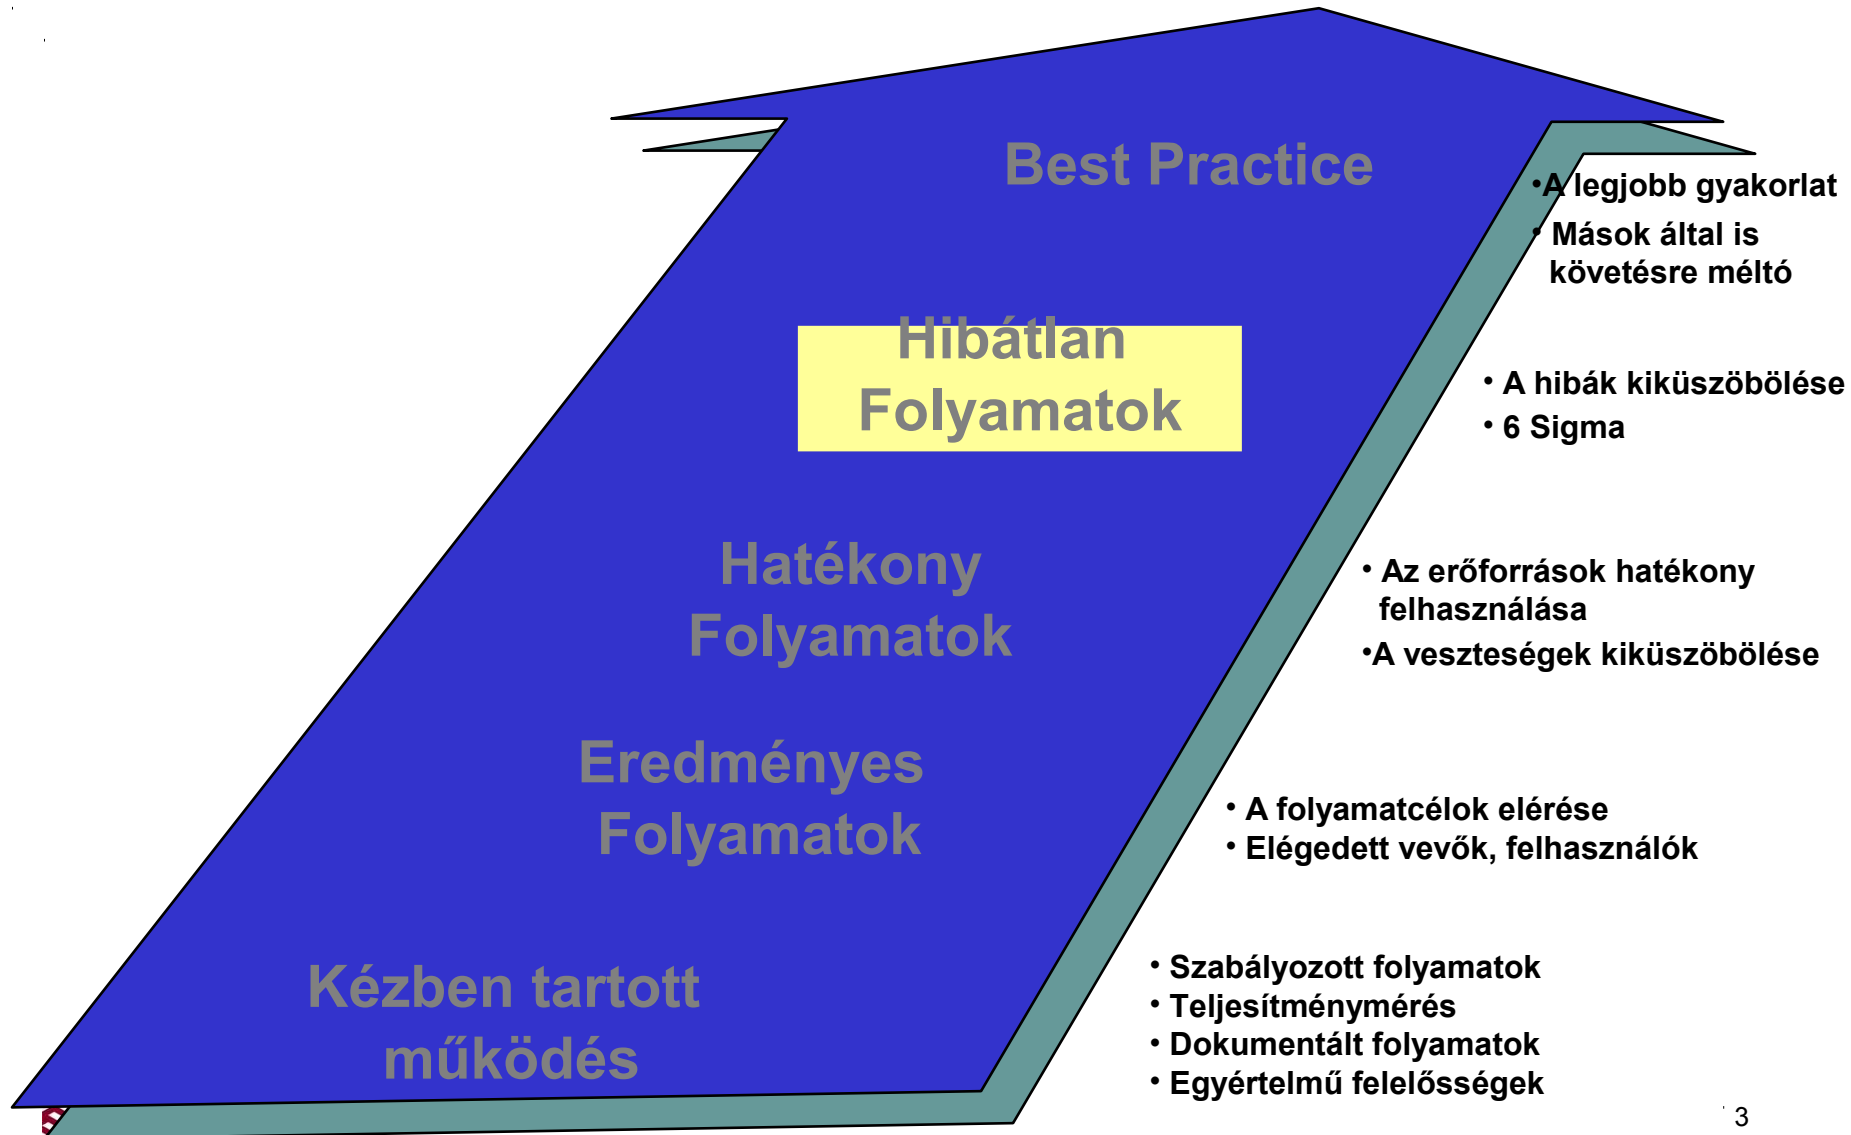 Best Practice
•A legjobb gyakorlat
• Mások által is
követésre méltó
Hibátlan
Folyamatok
• A hibák kiküszöbölése
• 6 Sigma
Hatékony
Folyamatok
• Az erőforrások hatékony
felhasználása
•A veszteségek kiküszöbölése
Eredményes
Folyamatok
• A folyamatcélok elérése
• Elégedett vevők, felhasználók
Kézben tartott
működés
• Szabályozott folyamatok
• Teljesítménymérés
• Dokumentált folyamatok
• Egyértelmű felelősségek
3